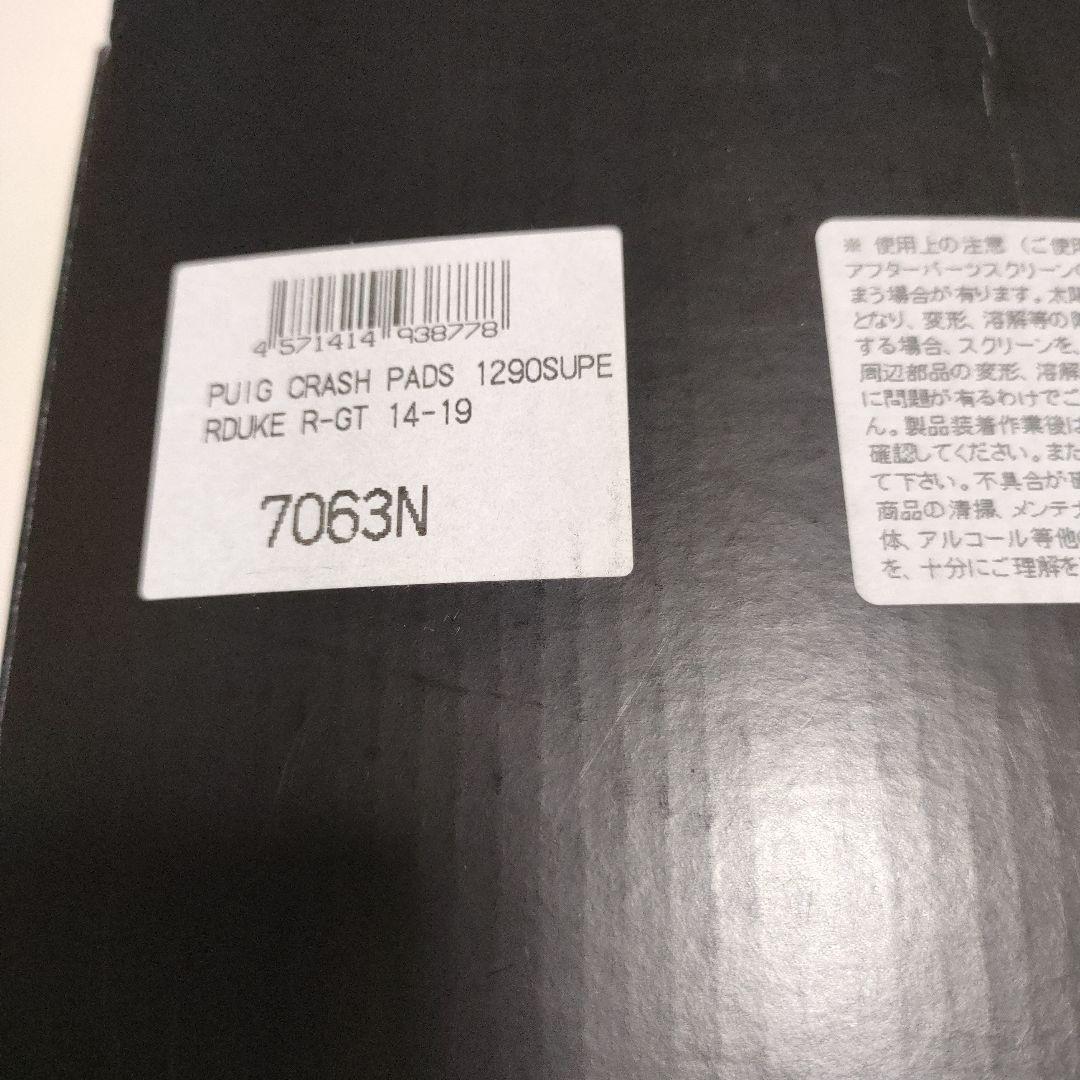 4 571414 938778
PUIG CRASH PADS 1290SUPE
RDUKE R-GT 14-19
7063N
※ 使用上の注意（ご使用
アフターパーツスクリーンの
まう場合が有ります。太陽
となり、変形、溶解等の
する場合、スクリーンを、
周辺部品の変形、溶解
に問題が有るわけでご
ん。製品装着作業後は
確認してください。また
て下さい。不具合が確
商品の清掃、メンテナ
体、アルコール等他の
を、十分にご理解を